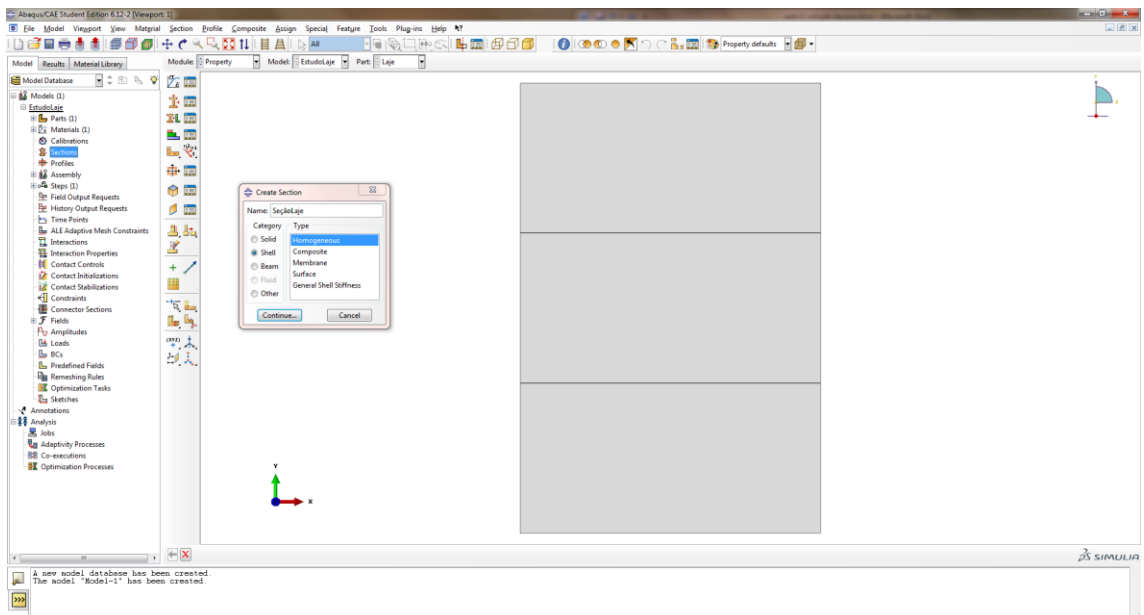 Abaqus/CAE Student Edition 6.12-2 [Viewport: 1]
File Model Viewport View Material Section Profile Composite Assign Special Feature Tools Plug-ins Help
All
Property defaults
Model Results Material Library
Module: Property Model: EstudoLaje Part: Laje
Model Database
Models (1)
EstudoLaje
Parts (1)
Materials (1)
Calibrations
Sections
Profiles
Assembly
Steps (1)
Field Output Requests
History Output Requests
Time Points
ALE Adaptive Mesh Constraints
Interactions
Interaction Properties
Contact Controls
Contact Initializations
Contact Stabilizations
Constraints
Connector Sections
Fields
Amplitudes
Loads
BCs
Predefined Fields
Remeshing Rules
Optimization Tasks
Sketches
Annotations
Analysis
Jobs
Adaptivity Processes
Co-executions
Optimization Processes
Create Section
Name: SeçãoLaje
Category Type
Solid Homogeneous
Shell Composite
Beam Membrane
Fluid Surface
Other General Shell Stiffness
Continue... Cancel
Y
X
Y
X
SIMULIA
A new model database has been created.
The model "Model-1" has been created.
>>>